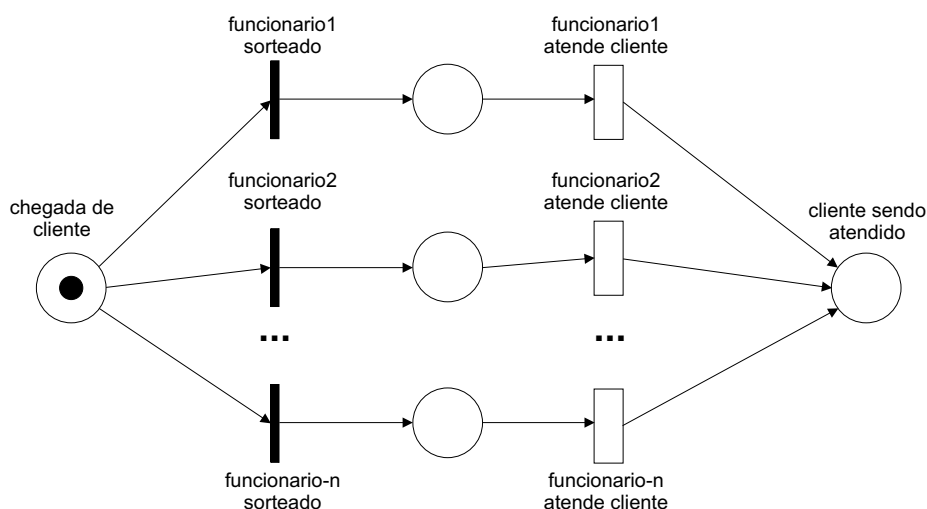 funcionario1
sorteado
funcionario1
atende cliente
funcionario2
sorteado
funcionario2
atende cliente
chegada de
cliente
cliente sendo
atendido
...
...
funcionario-n
sorteado
funcionario-n
atende cliente